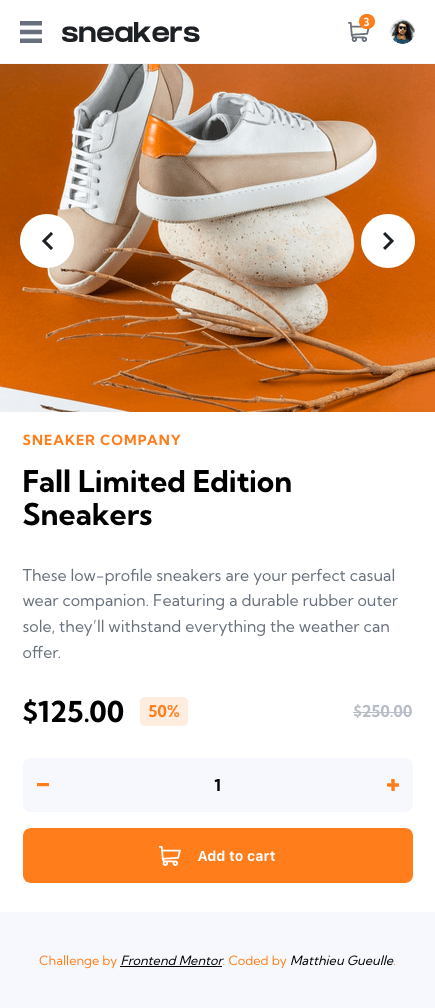 sneakers
3
SNEAKER COMPANY
Fall Limited Edition
Sneakers
These low-profile sneakers are your perfect casual
wear companion. Featuring a durable rubber outer
sole, they’ll withstand everything the weather can
offer.
$125.00 50% $250.00
1
Add to cart
Challenge by Frontend Mentor. Coded by Matthieu Gueulle.